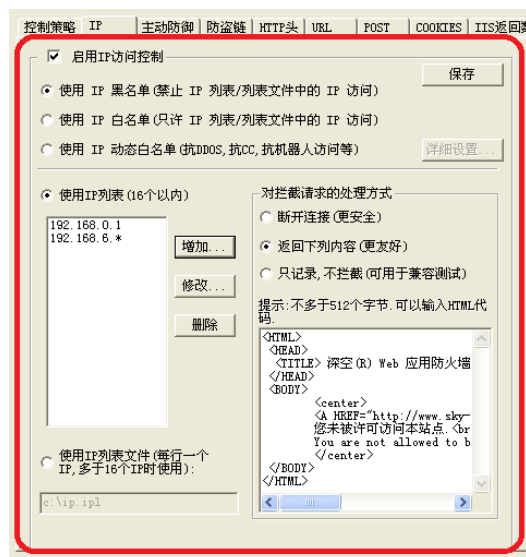 控制策略 IP 主动防御 防盗链 HTTP头 URL POST COOKIES IIS返回
启用IP访问控制
保存
使用 IP 黑名单(禁止 IP 列表/列表文件中的 IP 访问)
使用 IP 白名单(只许 IP 列表/列表文件中的 IP 访问)
使用 IP 动态白名单(抗DDOS,抗CC,抗机器人访问等)
详细设置...
使用IP列表(16个以内)
192.168.0.1
192.168.6.*
增加...
修改...
删除
使用IP列表文件(每行一个
IP,多于16个IP时使用):
c:\ip.ipl
对拦截请求的处理方式
断开连接(更安全)
返回下列内容(更友好)
只记录,不拦截(可用于兼容测试)
提示:不多于512个字节.可以输入HTML代
码.
<HTML>
<HEAD>
<TITLE> 深空(R) Web 应用防火墙
</HEAD>
<BODY>
<center>
<A HREF="http://www.sky-
您未被许可访问本站点.<br
You are not allowed to b
</center>
</BODY>
</HTML>